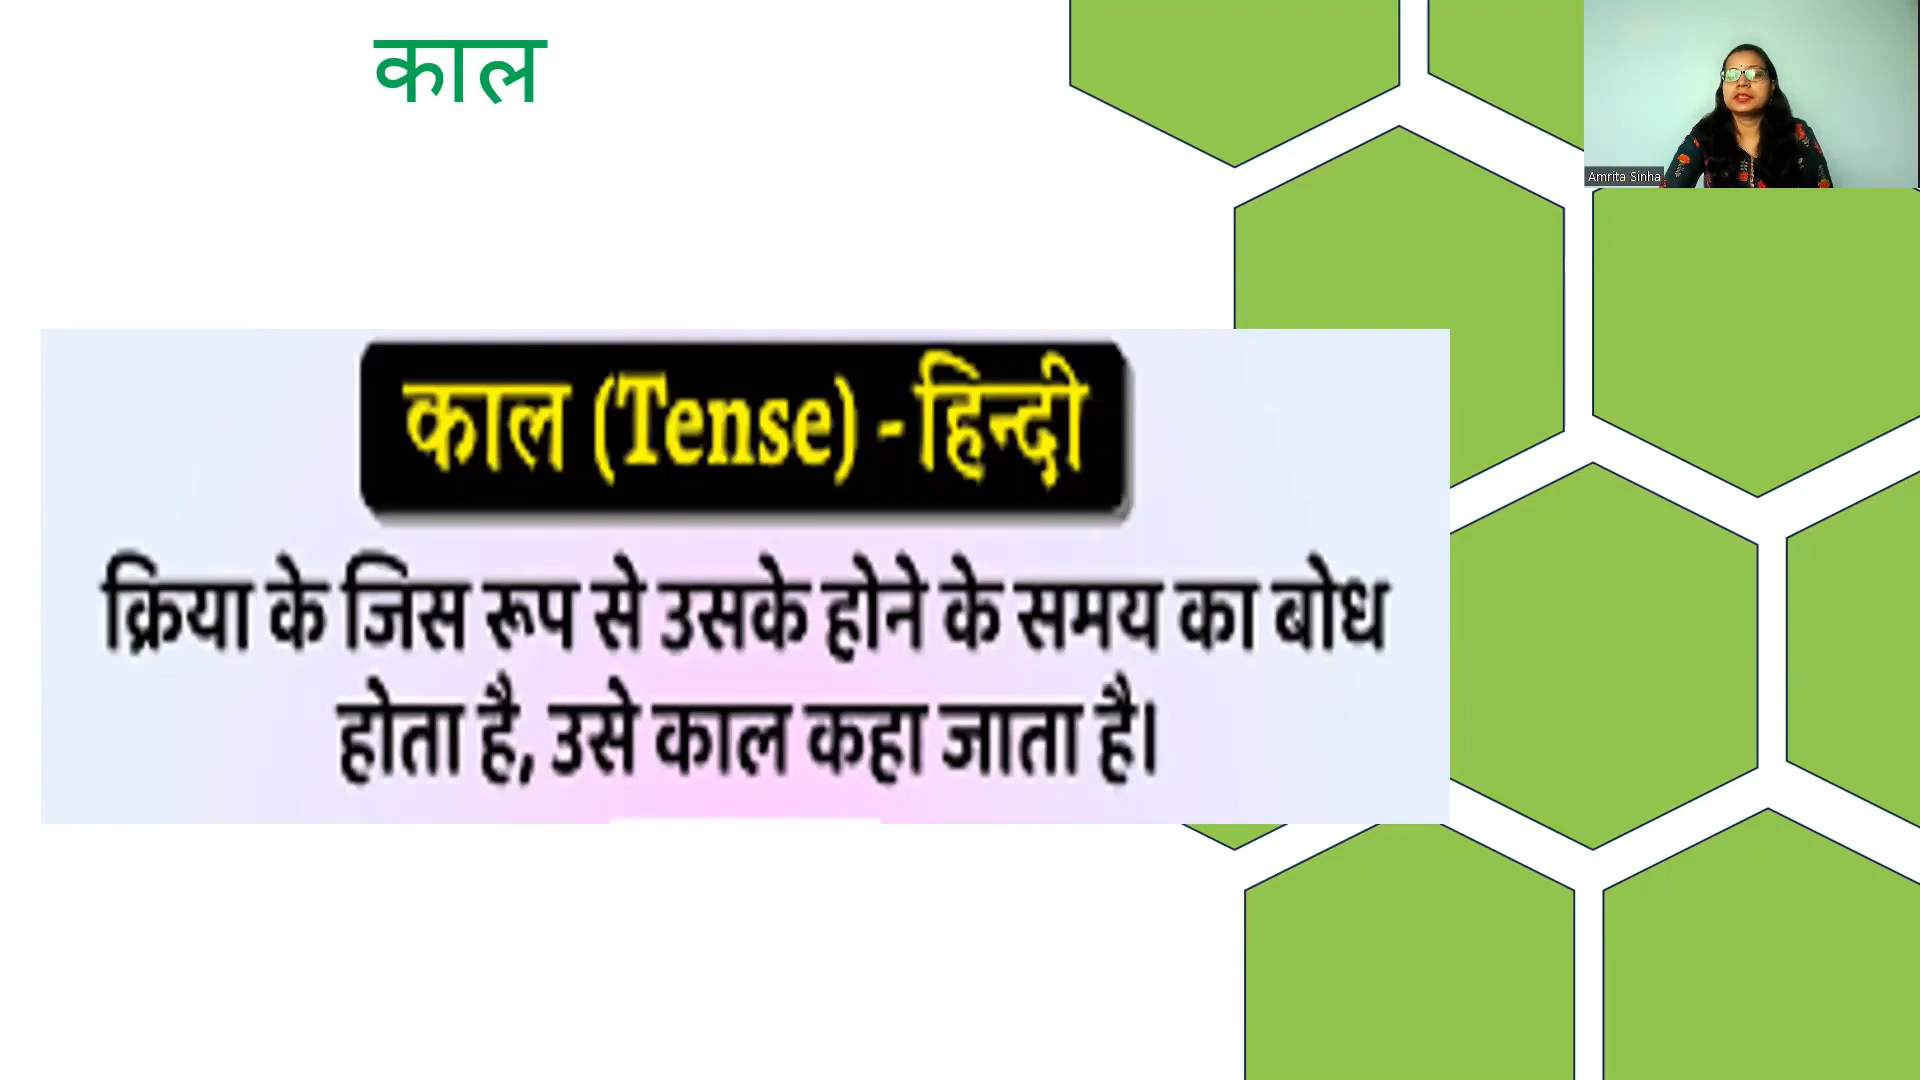 काल
Amrita Sinha
काल (Tense) - हिन्दी
क्रिया के जिस रूप से उसके होने के समय का बोध
होता है, उसे काल कहा जाता है।